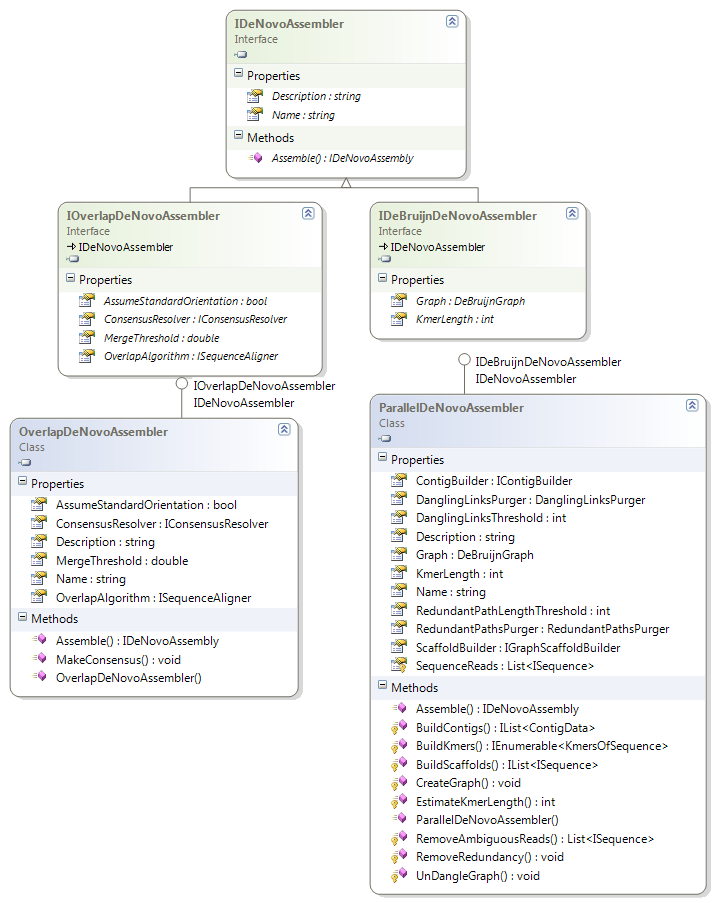 IDeNovoAssembler
Interface
Properties
Description : string
Name : string
Methods
Assemble() : IDeNovoAssembly
IOverlapDeNovoAssembler
Interface
IDeNovoAssembler
Properties
AssumeStandardOrientation : bool
ConsensusResolver : IConsensusResolver
MergeThreshold : double
OverlapAlgorithm : ISequenceAligner
IDeBruijnDeNovoAssembler
Interface
IDeNovoAssembler
Properties
Graph : DeBruijnGraph
KmerLength : int
IOverlapDeNovoAssembler
IDeNovoAssembler
OverlapDeNovoAssembler
Class
Properties
AssumeStandardOrientation : bool
ConsensusResolver : IConsensusResolver
Description : string
MergeThreshold : double
Name : string
OverlapAlgorithm : ISequenceAligner
Methods
Assemble() : IDeNovoAssembly
MakeConsensus() : void
OverlapDeNovoAssembler()
IDeBruijnDeNovoAssembler
IDeNovoAssembler
ParallelDeNovoAssembler
Class
Properties
ContigBuilder : IContigBuilder
DanglingLinksPurger : DanglingLinksPurger
DanglingLinksThreshold : int
Description : string
Graph : DeBruijnGraph
KmerLength : int
Name : string
RedundantPathLengthThreshold : int
RedundantPathsPurger : RedundantPathsPurger
ScaffoldBuilder : IGraphScaffoldBuilder
SequenceReads : List<ISequence>
Methods
Assemble() : IDeNovoAssembly
BuildContigs() : IList<ContigData>
BuildKmers() : IEnumerable<KmersOfSequence>
BuildScaffolds() : IList<ISequence>
CreateGraph() : void
EstimateKmerLength() : int
ParallelDeNovoAssembler()
RemoveAmbiguousReads() : List<ISequence>
RemoveRedundancy() : void
UnDangleGraph() : void